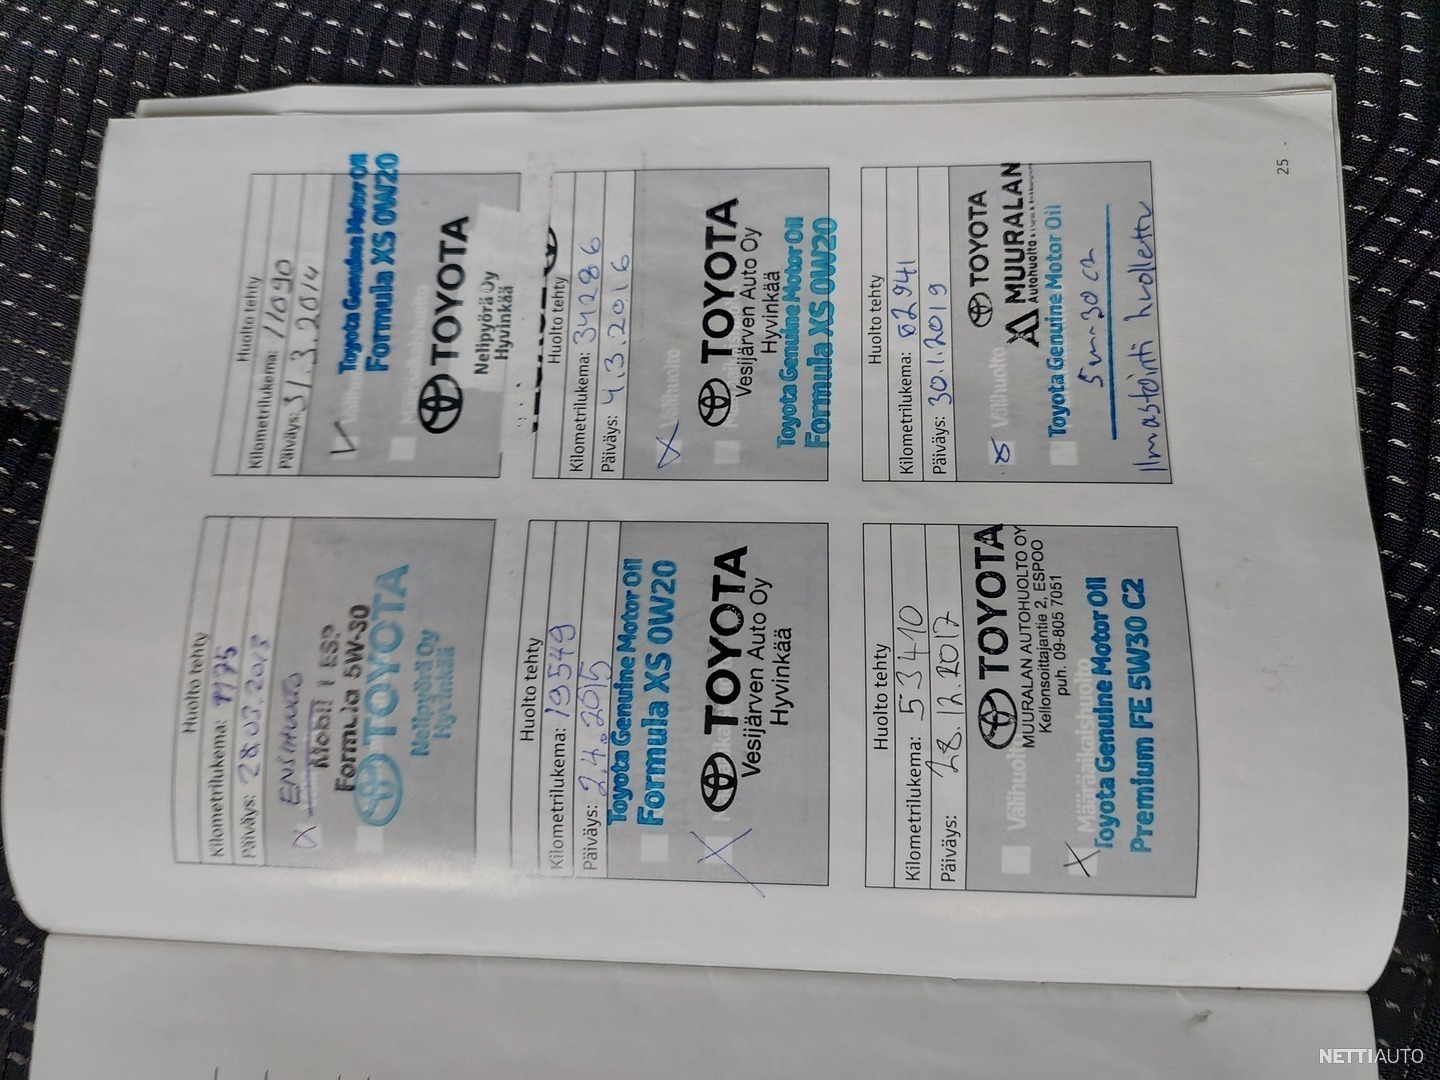 Huolto tehty
Kilometrilukema:
Päiväys: 28.03.2013
ENSIHUOLTO
Mobil 1 ESP
Formula 5W-30
TOYOTA
Nelipyörä Oy
Hyvinkää
Huolto tehty
Kilometrilukema: 11090
Päiväys: 31.3.2014
Toyota Genuine Motor Oil
Formula XS 0W20
TOYOTA
Nelipyörä Oy
Hyvinkää
Huolto tehty
Kilometrilukema: 19549
Päiväys: 2.4.2015
Toyota Genuine Motor Oil
Formula XS 0W20
TOYOTA
Vesijärven Auto Oy
Hyvinkää
Huolto tehty
Kilometrilukema: 34286
Päiväys: 4.3.2016
Välihuolto
TOYOTA
Vesijärven Auto Oy
Hyvinkää
Toyota Genuine Motor Oil
Formula XS 0W20
Huolto tehty
Kilometrilukema: 53410
Päiväys: 28.12.2017
TOYOTA
Välihuolto
MUURALAN AUTOHUOLTO OY
Kellonsoittajantie 2, ESPOO
puh. 09-805 7051
Määräaikaishuolto
Toyota Genuine Motor Oil
Premium FE 5W30 C2
Huolto tehty
Kilometrilukema:
Päiväys: 30.1.2019
TOYOTA
Välihuolto
MUURALAN
Toyota Genuine Motor Oil
5w30 C2
Ilmastointi huollettu
25
NETTIAUTO